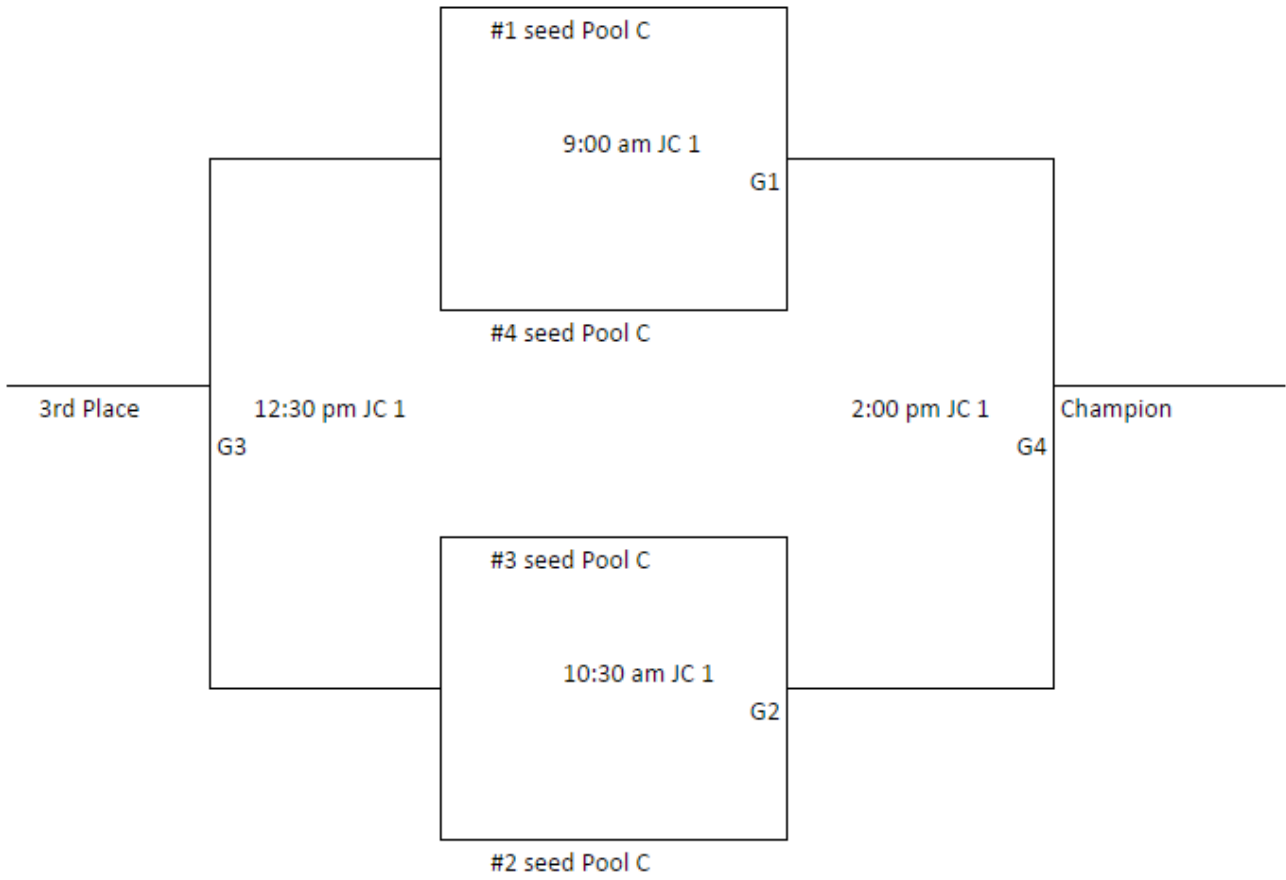 #1 seed Pool C
9:00 am JC 1
G1
#4 seed Pool C
3rd Place
12:30 pm JC 1
2:00 pm JC 1
Champion
G3
G4
#3 seed Pool C
10:30 am JC 1
G2
#2 seed Pool C